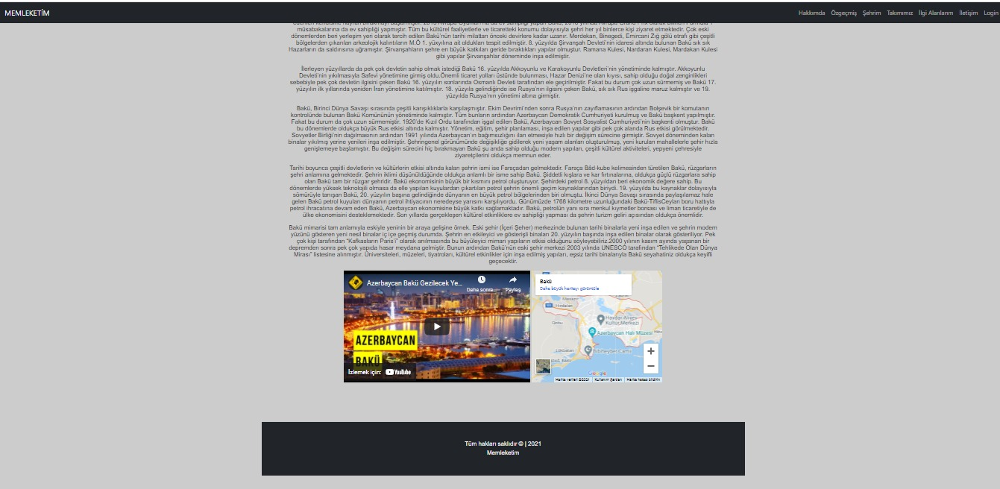 MEMLEKETİM
Hakkımda Özgeçmiş Şehrim Takımımız İlgi Alanlarım İletişim Login
müsabakalarına da ev sahipliği yapmıştır. Tüm bu kültürel faaliyetlerle ve ticaretteki konumu dolayısıyla şehri her yıl binlerce kişi ziyaret etmektedir. Çok eski
dönemlerden beri yerleşim yeri olarak tercih edilen Bakü'nün tarihi milattan önceki devirlere kadar uzanır. Merdekan, Binegedi, Emircani Zığ gölü etrafı gibi çeşitli
bölgelerden çıkarılan arkeolojik kalıntıların M.Ö 1. yüxyılına ait oldukları tespit edilmiştir. 8. yüzyılda Şirvanşah Devleti'nin idaresi altında bulunan Bakü sık sık
Hazarların da saldırısına uğramıştır. Şirvanşahların şehre en büyük katkıları geride bıraktıkları yapılar olmuştur. Ramana Kulesi, Nardaran Kulesi, Mardakan Kulesi
gibi yapılar Şirvanşahlar döneminde inşa edilmiştir.
İlerleyen yüzyıllarda da pek çok devletin sahip olmak istediği Bakü 16. yüzyılda Akkoyunlu ve Karakoyunlu Devletleri'nin yönetiminde kalmıştır. Akkoyunlu
Devleti'nin yıkılmasıyla Safevi yönetimine girmiş oldu.Önemli ticaret yolları üstünde bulunması, Hazar Denizi'ne olan kıyısı, sahip olduğu doğal zenginlikleri
sebebiyle pek çok devletin ilgisini çeken Bakü 16. yüzyılın sonlarında Osmanlı Devleti tarafından ele geçirilmiştir. Fakat bu durum çok uzun sürmemiş ve Bakü 17.
yüzyılın ilk yıllarında yeniden İran yönetimine katılmıştır. 18. yüzyıla gelindiğinde ise Rusya'nın ilgisini çeken Bakü, sık sık Rus işgaline maruz kalmıştır ve 19.
yüzyılda Rusya'nın yönetimi altına girmiştir.
Bakü, Birinci Dünya Savaşı sırasında çeşitli karışıklıklarla karşılaşmıştır. Ekim Devrimi'nden sonra Rusya'nın zayıflamasının ardından Bolşevik bir komutanın
kontrolünde bulunan Bakü Komününün yönetiminde kalmıştır. Tüm bunların ardından Azerbaycan Demokratik Cumhuriyeti kurulmuş ve Bakü başkent yapılmıştır.
Fakat bu durum da çok uzun sürmemiştir. 1920'de Kızıl Ordu tarafından işgal edilen Bakü, Azerbaycan Sovyet Sosyalist Cumhuriyeti'nin başkenti olmuştur. Bakü
bu dönemlerde oldukça büyük Rus etkisi altında kalmıştır. Yönetim, eğitim, şehir planlaması, inşa edilen yapılar gibi pek çok alanda Rus etkisi görülmektedir.
Sovyetler Birliği'nin dağılmasının ardından 1991 yılında Azerbaycan'ın bağımsızlığını ilan etmesiyle hızlı bir değişim sürecine girmiştir. Sovyet döneminden kalan
binalar yıkılmış yerine yenileri inşa edilmiştir. Şehringenel görünümünde değişikliğe gidilerek yeni yaşam alanları oluşturulmuş, yeni kurulan mahallelerle şehir hızla
genişlemeye başlamıştır. Bu değişim sürecini hiç bırakmayan Bakü şu anda sahip olduğu modern yapıları, çeşitli kültürel aktiviteleri, yepyeni çehresiyle
ziyaretçilerini oldukça memnun eder.
Tarihi boyunca çeşitli devletlerin ve kültürlerin etkisi altında kalan şehrin ismi ise Farsçadan gelmektedir. Farsça Bâd-kube kelimesinden türetilen Bakü, rüzgarların
şehri anlamına gelmektedir. Şehrin iklimi düşünüldüğünde oldukça anlamlı bir isme sahip Bakü. Şiddetli kışlara ve kar fırtınalarına, oldukça güçlü rüzgarlara sahip
olan Bakü tam bir rüzgar şehridir. Bakü ekonomisinin büyük bir kısmını petrol oluşturuyor. Şehirdeki petrol 8. yüzyıldan beri ekonomik değere sahip. Bu
dönemlerde yüksek teknolojili olmasa da elle yapılan kuyulardan çıkartılan petrol şehrin önemli geçim kaynaklarından biriydi. 19. yüzyılda bu kaynaklar dolayısıyla
sömürüyle tanışan Bakü, 20. yüzyılın başına gelindiğinde dünyanın en büyük petrol bölgelerinden biri olmuştu. İkinci Dünya Savaşı sırasında paylaşılamaz hale
gelen Bakü petrol kuyuları dünyanın petrol ihtiyacının neredeyse yarısını karşılıyordu. Günümüzde 1768 kilometre uzunluğundaki Bakü-TiflisCeylan boru hattıyla
petrol ihracatına devam eden Bakü, Azerbaycan ekonomisine büyük katkı sağlamaktadır. Bakü, petrolün yanı sıra menkul kıymetler borsası ve liman ticaretiyle de
ülke ekonomisini desteklemektedir. Son yıllarda gerçekleşen kültürel etkinliklere ev sahipliği yapması da şehrin turizm geliri açısından oldukça önemlidir.
Bakü mimarisi tam anlamıyla eskiyle yeninin bir araya gelişine örnek. Eski şehir (İçeri Şeher) merkezinde bulunan tarihi binalarla yeni inşa edilen ve şehrin modern
yüzünü gösteren yeni nesil binalar iç içe geçmiş durumda. Şehrin en etkileyici ve gösterişli binaları 20. yüzyılın başında inşa edilen binalar olarak gösteriliyor. Pek
çok kişi tarafından "Kafkasların Paris'i" olarak anılmasında bu büyüleyici mimari yapıların etkisi olduğunu söyleyebiliriz.2000 yılının kasım ayında yaşanan bir
depremden sonra pek çok yapıda hasar meydana gelmiştir. Bunun ardından Bakü'nün eski şehir merkezi 2003 yılında UNESCO tarafından "Tehlikede Olan Dünya
Mirası" listesine alınmıştır. Üniversiteleri, müzeleri, tiyatroları, kültürel etkinlikler için inşa edilmiş yapıları, eşsiz tarihi binalarıyla Bakü seyahatiniz oldukça keyifli
geçecektir.
Azerbaycan Bakü Gezilecek Ye...
Daha sonra... Paylaş
AZERBAYCAN
BAKÜ
İzlemek için: YouTube
Bakü
Daha büyük haritayı görüntüle
Hindalan
Qobu
Haydar Aliyev
Kültür Merkezi
Azerbaycan Halı Müzesi
Bibiheybet Camii
Lökbatan
+
−
Google
Harita verileri ©2021 Kullanım Şartları Harita hatası bildirin
Tüm hakları saklıdır © | 2021
Memleketim